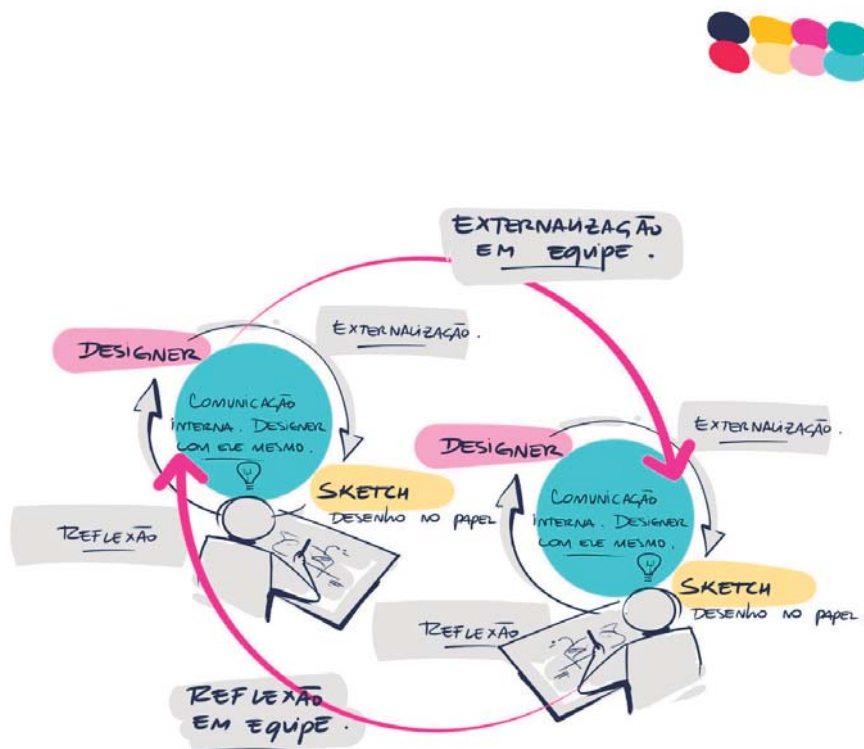 EXTERNALIZAÇÃO
EM EQUIPE.
DESIGNER
EXTERNALIZAÇÃO.
COMUNICAÇÃO
INTERNA. DESIGNER
COM ELE MESMO.
SKETCH
DESENHO NO PAPEL
REFLEXÃO
DESIGNER
EXTERNALIZAÇÃO.
COMUNICAÇÃO
INTERNA. DESIGNER
COM ELE MESMO.
SKETCH
DESENHO NO PAPEL
REFLEXÃO
REFLEXÃO
EM EQUIPE.